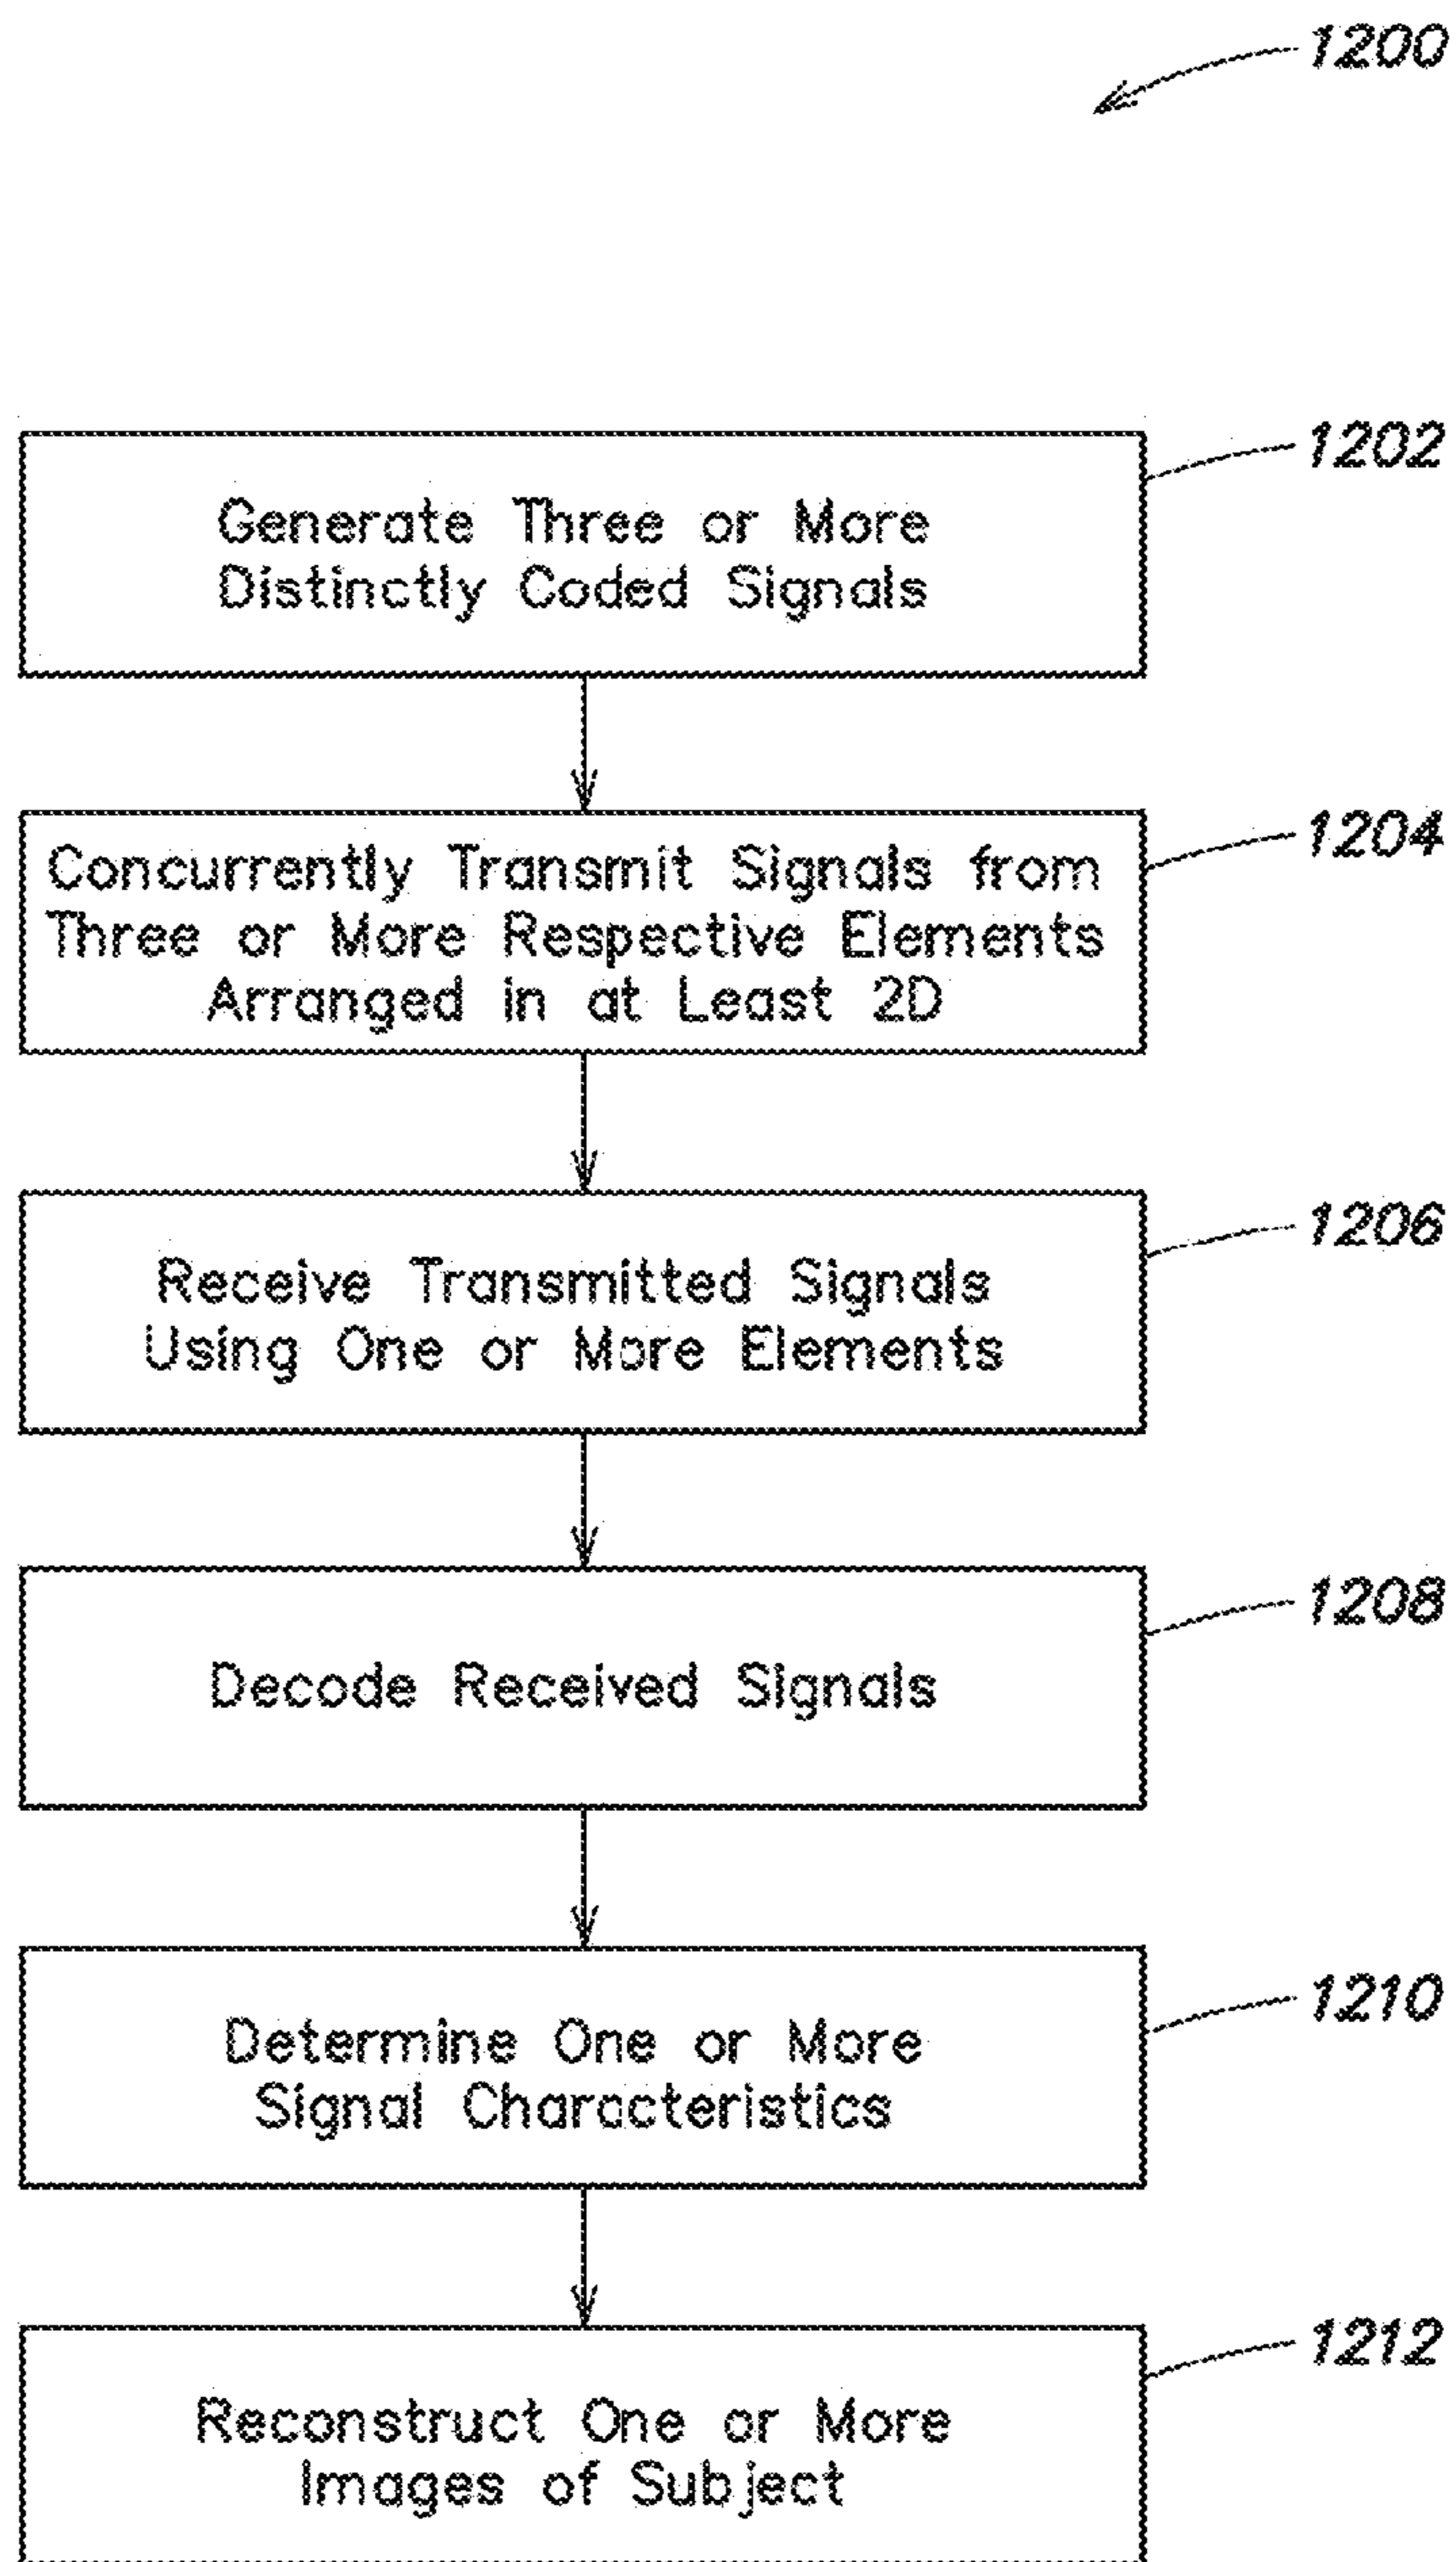 1200
1202
Generate Three or More
Distinctly Coded Signals
1204
Concurrently Transmit Signals from
Three or More Respective Elements
Arranged in at Least 2D
1206
Receive Transmitted Signals
Using One or More Elements
1208
Decode Received Signals
1210
Determine One or More
Signal Characteristics
1212
Reconstruct One or More
Images of Subject